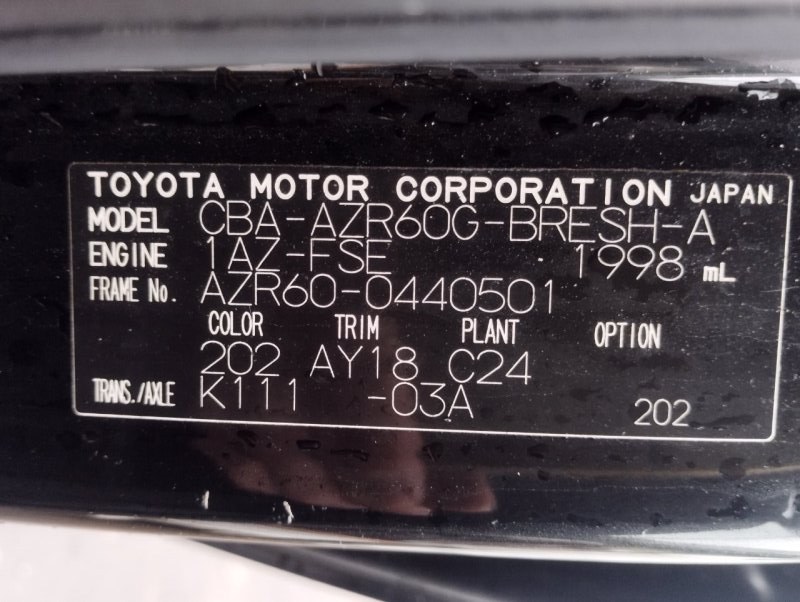 TOYOTA MOTOR CORPORATION JAPAN
MODEL CBA-AZR60G-BRESH-A
ENGINE 1AZ-FSE 1998 mL
FRAME No. AZR60-0440501
COLOR TRIM PLANT OPTION
202 AY18 C24
TRANS./AXLE K111 -03A 202